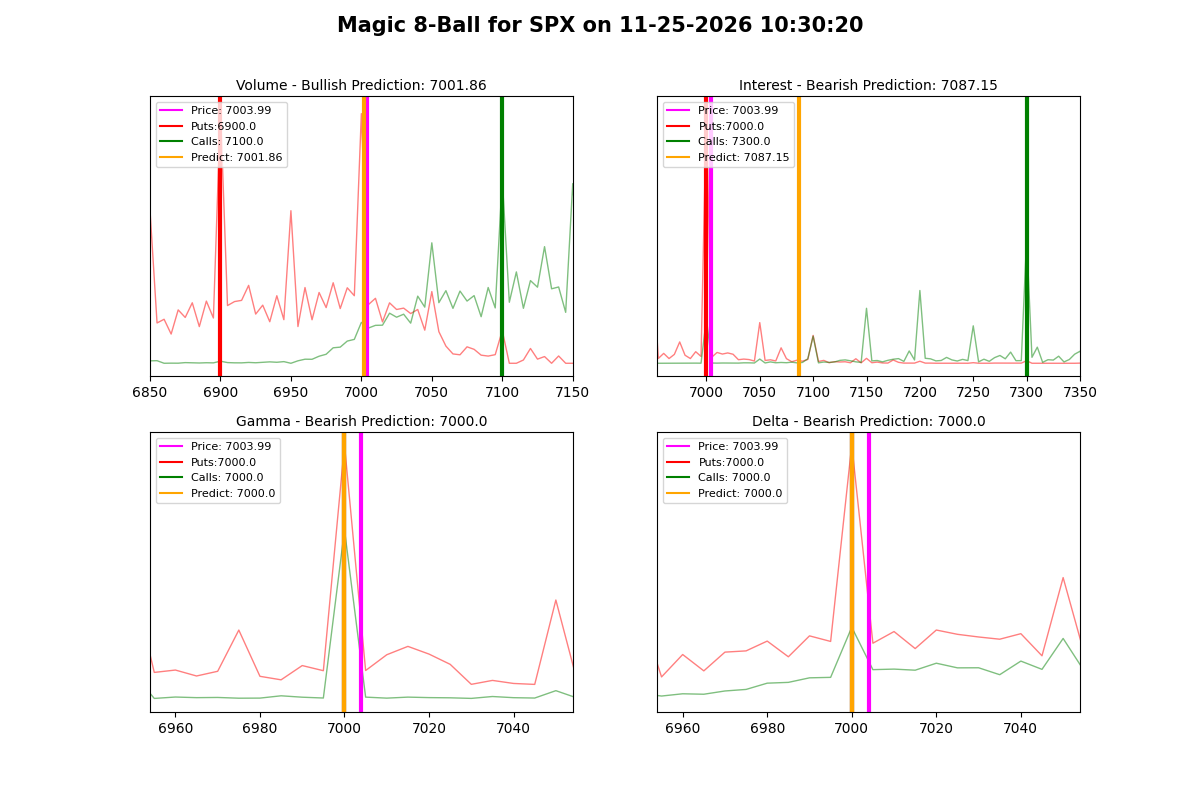 Magic 8-Ball for SPX on 11-25-2026 10:30:20
Volume - Bullish Prediction: 7001.86
Price: 7003.99
Puts:6900.0
Calls: 7100.0
Predict: 7001.86
6850 6900 6950 7000 7050 7100 7150
Interest - Bearish Prediction: 7087.15
Price: 7003.99
Puts:7000.0
Calls: 7300.0
Predict: 7087.15
7000 7050 7100 7150 7200 7250 7300 7350
Gamma - Bearish Prediction: 7000.0
Price: 7003.99
Puts:7000.0
Calls: 7000.0
Predict: 7000.0
6960 6980 7000 7020 7040
Delta - Bearish Prediction: 7000.0
Price: 7003.99
Puts:7000.0
Calls: 7000.0
Predict: 7000.0
6960 6980 7000 7020 7040